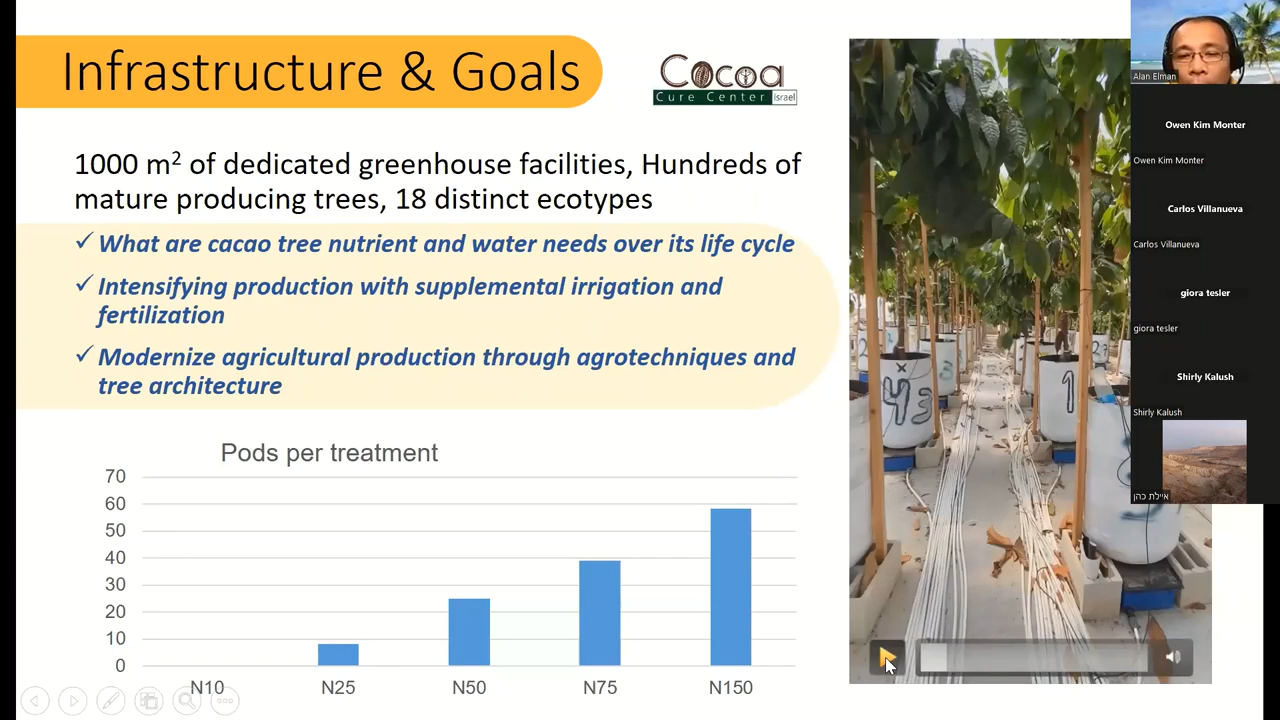 Infrastructure & Goals
Cocoa
Cure Center Israel
1000 m² of dedicated greenhouse facilities, Hundreds of
mature producing trees, 18 distinct ecotypes
✓ What are cacao tree nutrient and water needs over its life cycle
✓ Intensifying production with supplemental irrigation and
fertilization
✓ Modernize agricultural production through agrotechniques and
tree architecture
Pods per treatment
70
60
50
40
30
20
10
0
N10
N25
N50
N75
N150
43
1
Alan Elman
Owen Kim Monter
Owen Kim Monter
Carlos Villanueva
Carlos Villanueva
giora tesler
giora tesler
Shirly Kalush
Shirly Kalush
איילת כהן